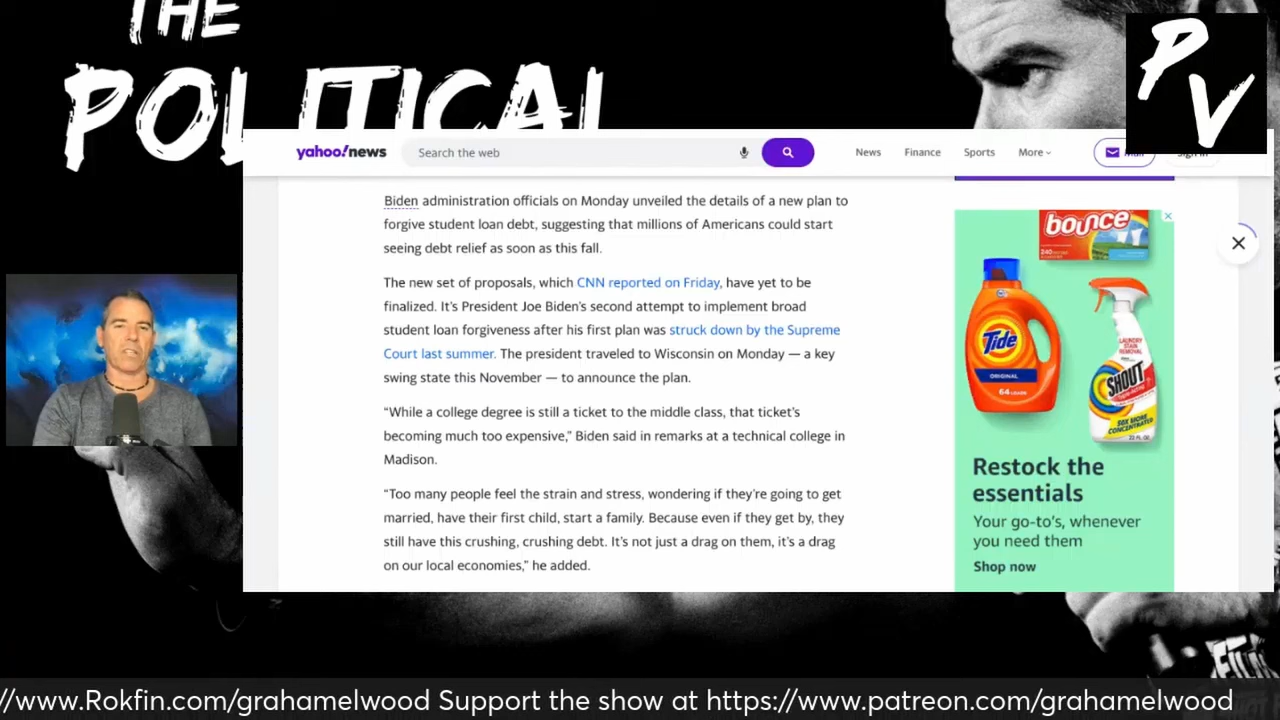 THE
POLITICAL
P
V
yahoo!news
Search the web
News
Finance
Sports
More
Biden administration officials on Monday unveiled the details of a new plan to
forgive student loan debt, suggesting that millions of Americans could start
seeing debt relief as soon as this fall.
The new set of proposals, which CNN reported on Friday, have yet to be
finalized. It’s President Joe Biden’s second attempt to implement broad
student loan forgiveness after his first plan was struck down by the Supreme
Court last summer. The president traveled to Wisconsin on Monday — a key
swing state this November — to announce the plan.
“While a college degree is still a ticket to the middle class, that ticket’s
becoming much too expensive,” Biden said in remarks at a technical college in
Madison.
“Too many people feel the strain and stress, wondering if they’re going to get
married, have their first child, start a family. Because even if they get by, they
still have this crushing, crushing debt. It’s not just a drag on them, it’s a drag
on our local economies,” he added.
bounce
240
Tide
ORIGINAL
64 LOADS
LAUNDRY
STAIN
REMOVAL
SHOUT
CONCENTRATED
22 FL OZ
Restock the
essentials
Your go-to’s, whenever
you need them
Shop now
//www.Rokfin.com/grahamelwood Support the show at https://www.patreon.com/grahamelwood